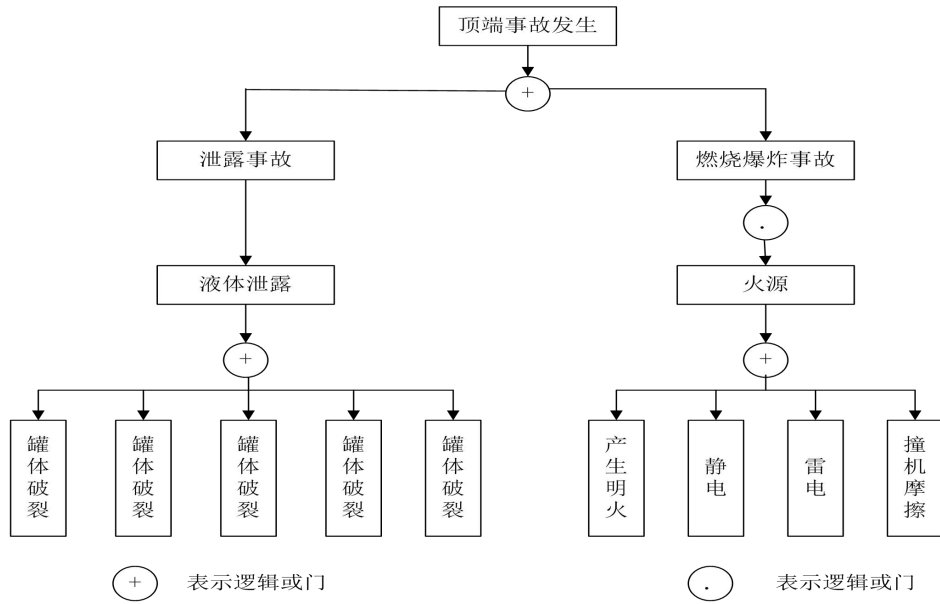 顶端事故发生
+
泄露事故
燃烧爆炸事故
.
液体泄露
火源
+
+
罐体破裂
罐体破裂
罐体破裂
罐体破裂
罐体破裂
产生明火
静电
雷电
撞机摩擦
+ 表示逻辑或门
. 表示逻辑或门